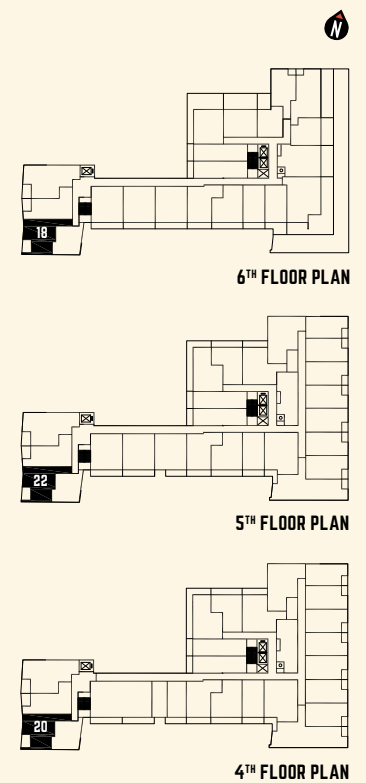 N
18
6TH FLOOR PLAN
22
5TH FLOOR PLAN
20
4TH FLOOR PLAN